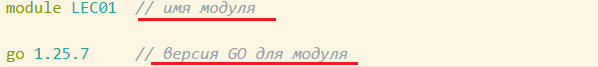 module LEC01 // имя модуля
go 1.25.7 // версия GO для модуля